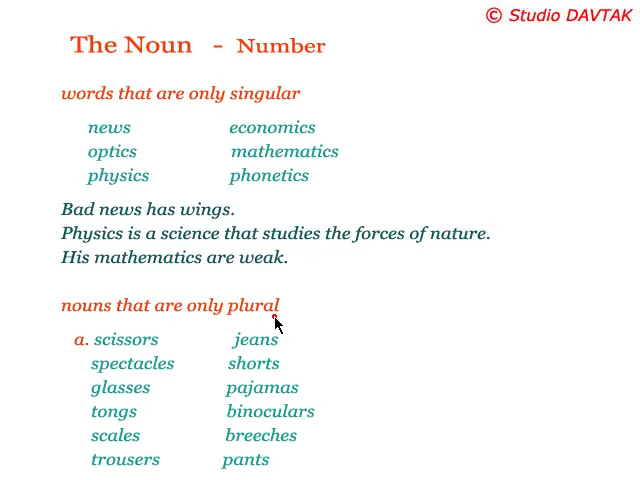 © Studio DAVTAK
The Noun - Number
words that are only singular
news economics
optics mathematics
physics phonetics
Bad news has wings.
Physics is a science that studies the forces of nature.
His mathematics are weak.
nouns that are only plural
a. scissors jeans
spectacles shorts
glasses pajamas
tongs binoculars
scales breeches
trousers pants